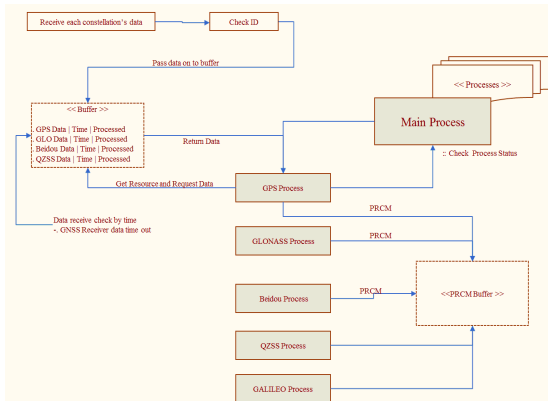 Receive each constellation's data
Check ID
Pass data on to buffer
<< Processes >>
<< Buffer >>
. GPS Data | Time | Processed
. GLO Data | Time | Processed
. Beidou Data | Time | Processed
. QZSS Data | Time | Processed
Main Process
Return Data
:: Check Process Status
Get Resource and Request Data
GPS Process
PRCM
Data receive check by time
-. GNSS Receiver data time out
GLONASS Process
PRCM
Beidou Process
PRCM
<<PRCM Buffer >>
QZSS Process
GALILEO Process